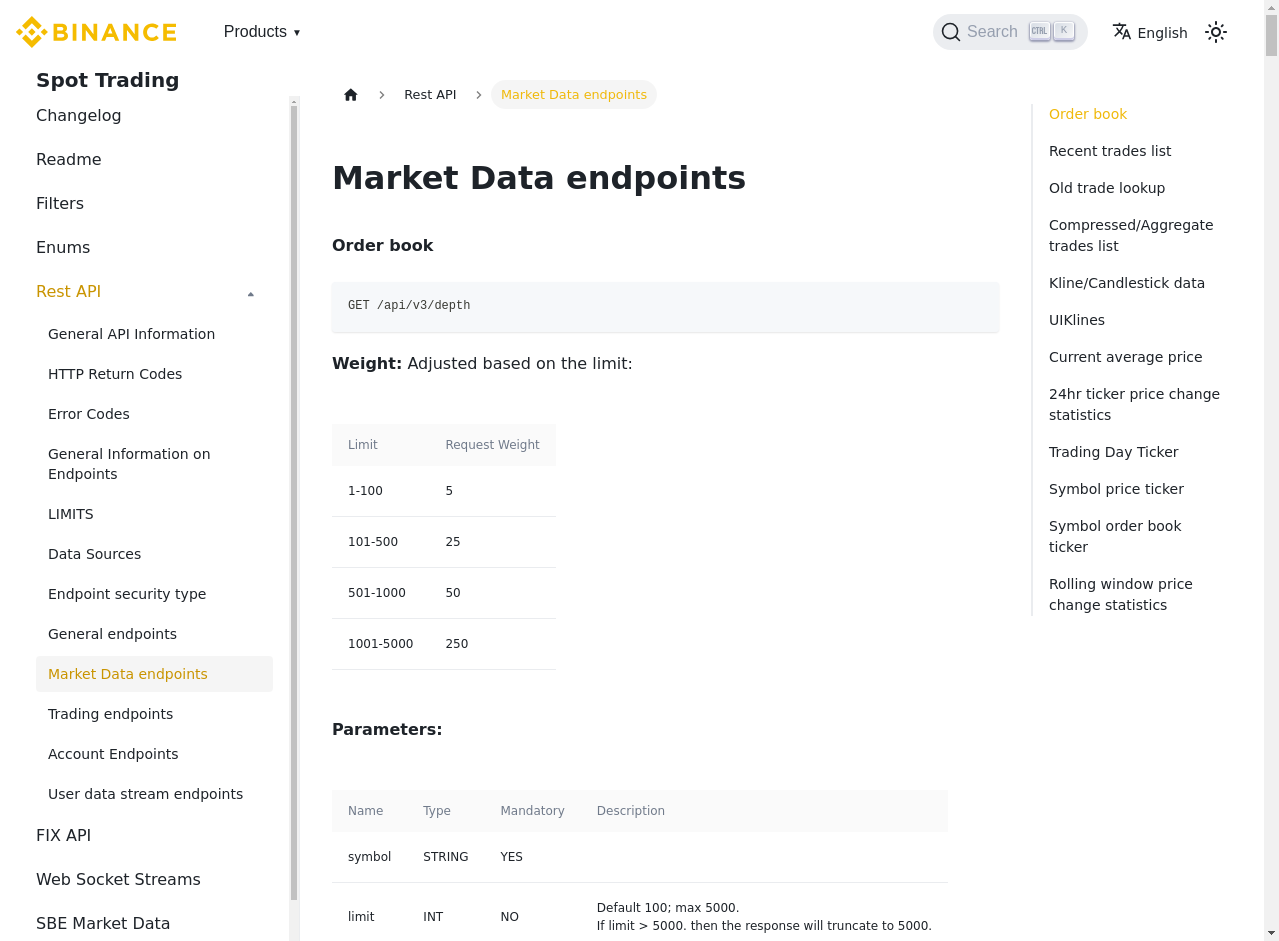 BINANCE
Products ▾
Search CTRL K
English
Spot Trading
Changelog
Readme
Filters
Enums
Rest API
General API Information
HTTP Return Codes
Error Codes
General Information on
Endpoints
LIMITS
Data Sources
Endpoint security type
General endpoints
Market Data endpoints
Trading endpoints
Account Endpoints
User data stream endpoints
FIX API
Web Socket Streams
SBE Market Data
Rest API
Market Data endpoints
Market Data endpoints
Order book
GET /api/v3/depth
Weight: Adjusted based on the limit:
Limit Request Weight
1-100 5
101-500 25
501-1000 50
1001-5000 250
Parameters:
Name Type Mandatory Description
symbol STRING YES
limit INT NO Default 100; max 5000.
If limit > 5000. then the response will truncate to 5000.
Order book
Recent trades list
Old trade lookup
Compressed/Aggregate
trades list
Kline/Candlestick data
UIKlines
Current average price
24hr ticker price change
statistics
Trading Day Ticker
Symbol price ticker
Symbol order book
ticker
Rolling window price
change statistics